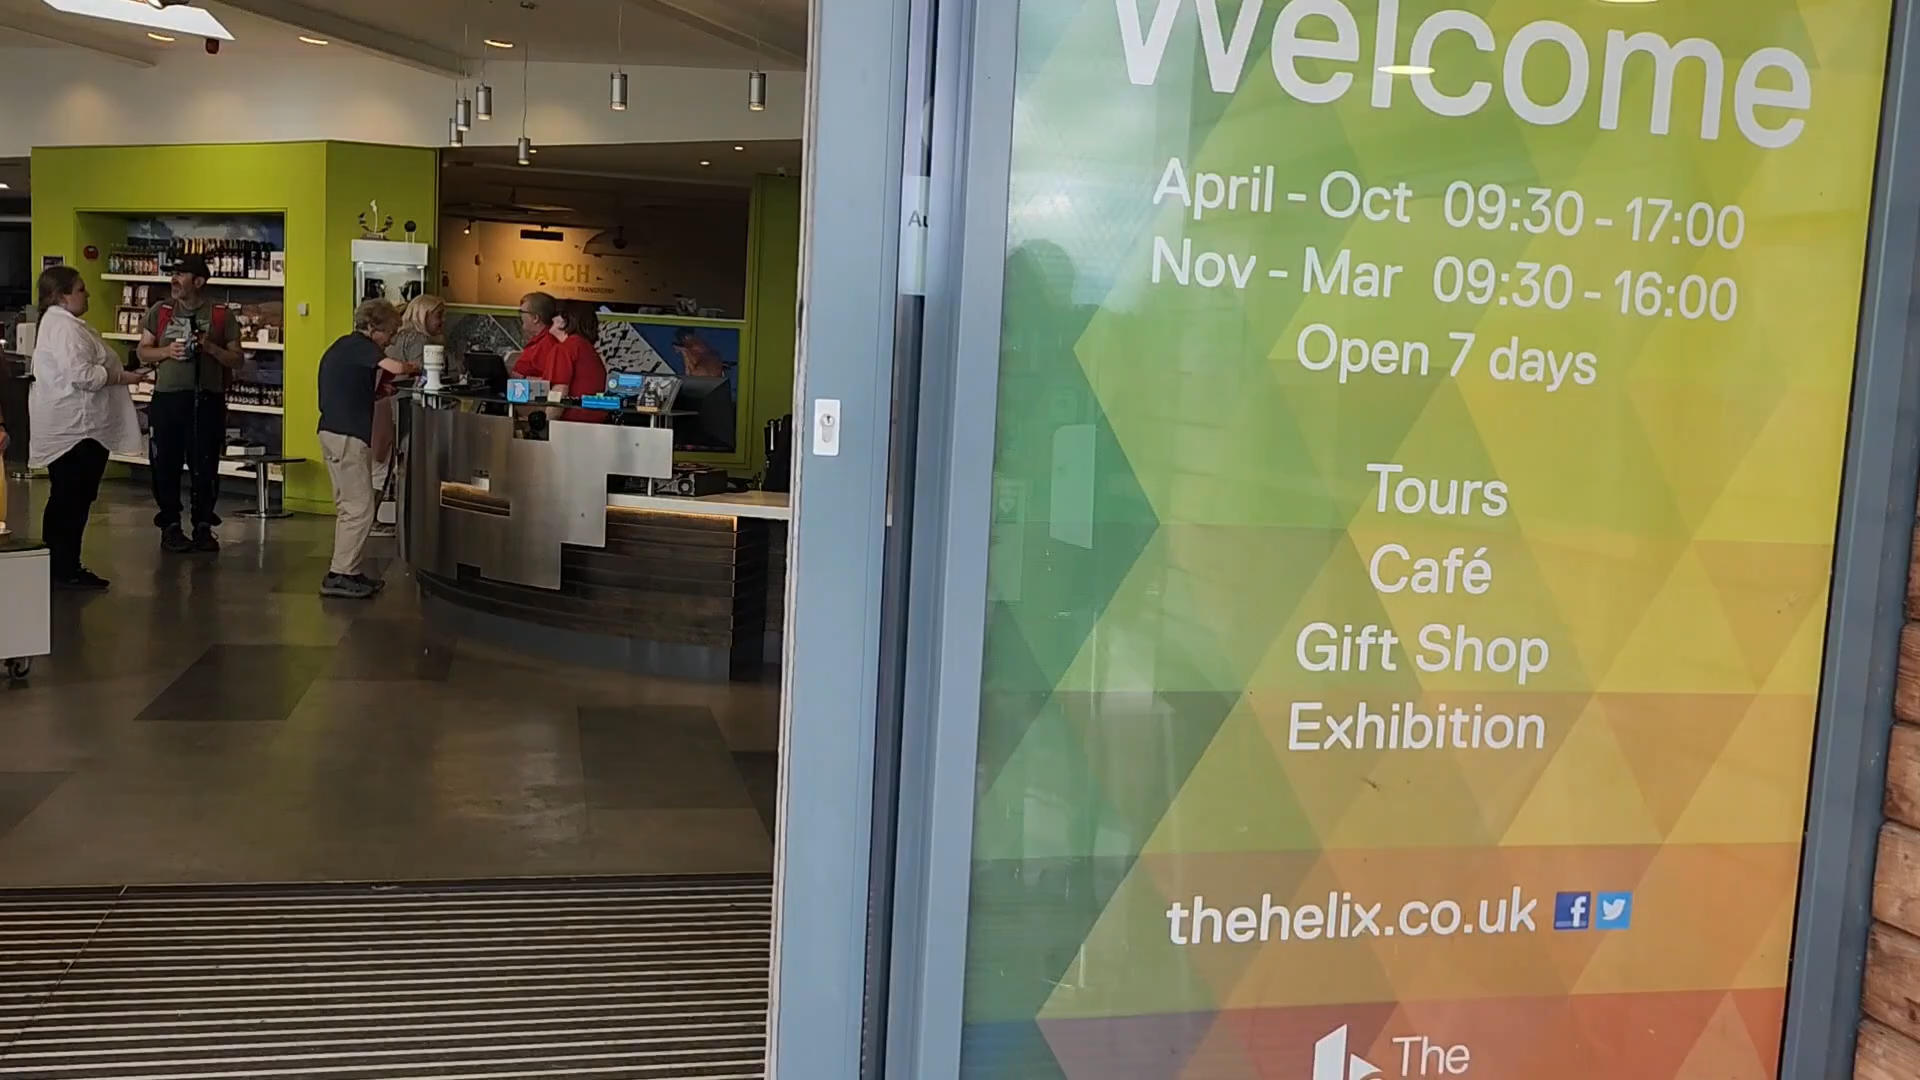 Welcome
April - Oct 09:30 - 17:00
Nov - Mar 09:30 - 16:00
Open 7 days
Tours
Café
Gift Shop
Exhibition
thehelix.co.uk
The
WATCH